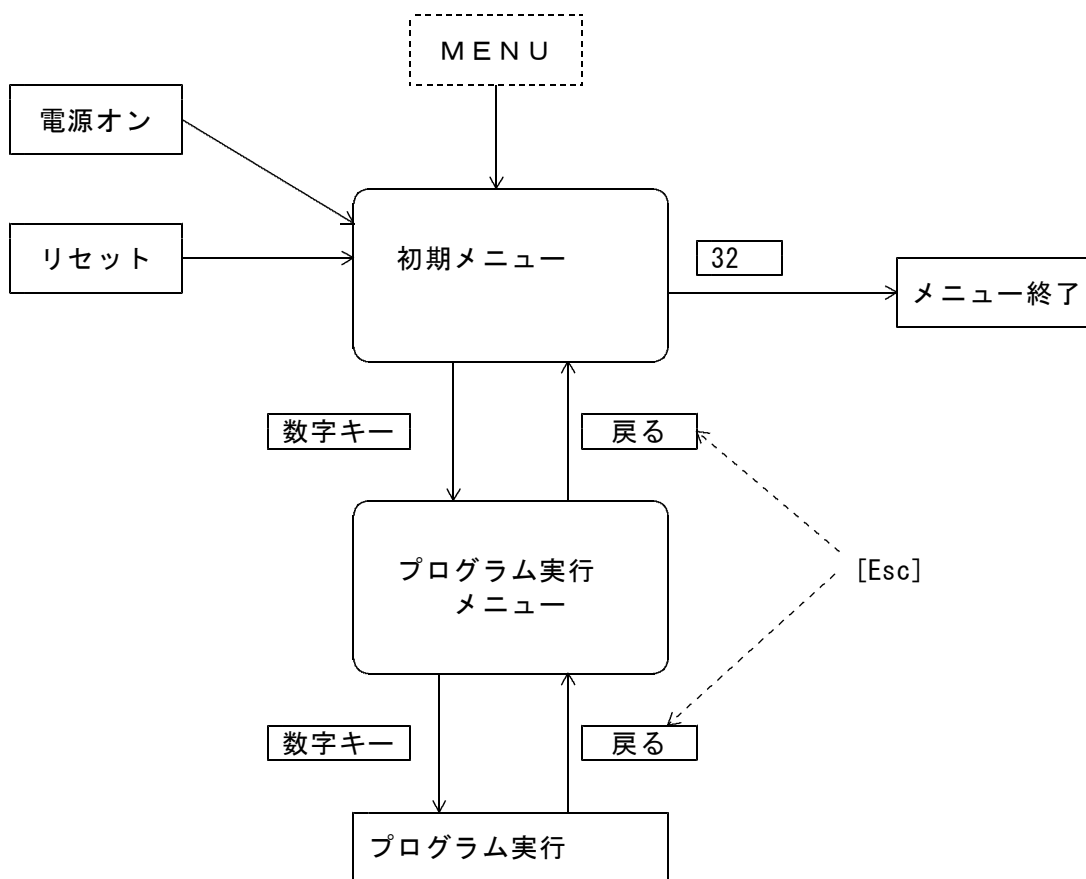 ＭＥＮＵ
電源オン
リセット
初期メニュー
32
メニュー終了
数字キー
戻る
プログラム実行
メニュー
[Esc]
数字キー
戻る
プログラム実行